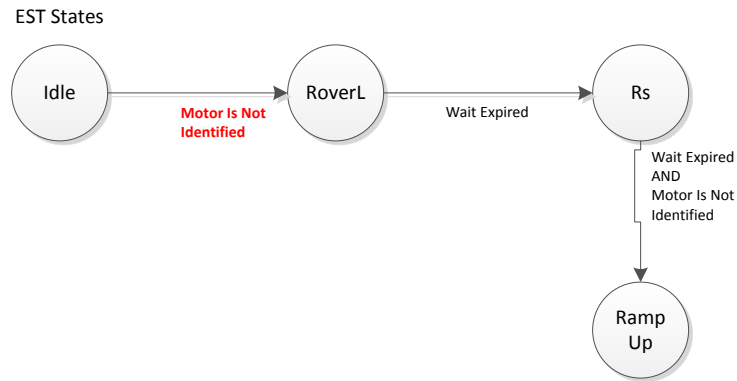 EST States
Idle
Motor Is Not
Identified
RoverL
Wait Expired
Rs
Wait Expired
AND
Motor Is Not
Identified
Ramp
Up